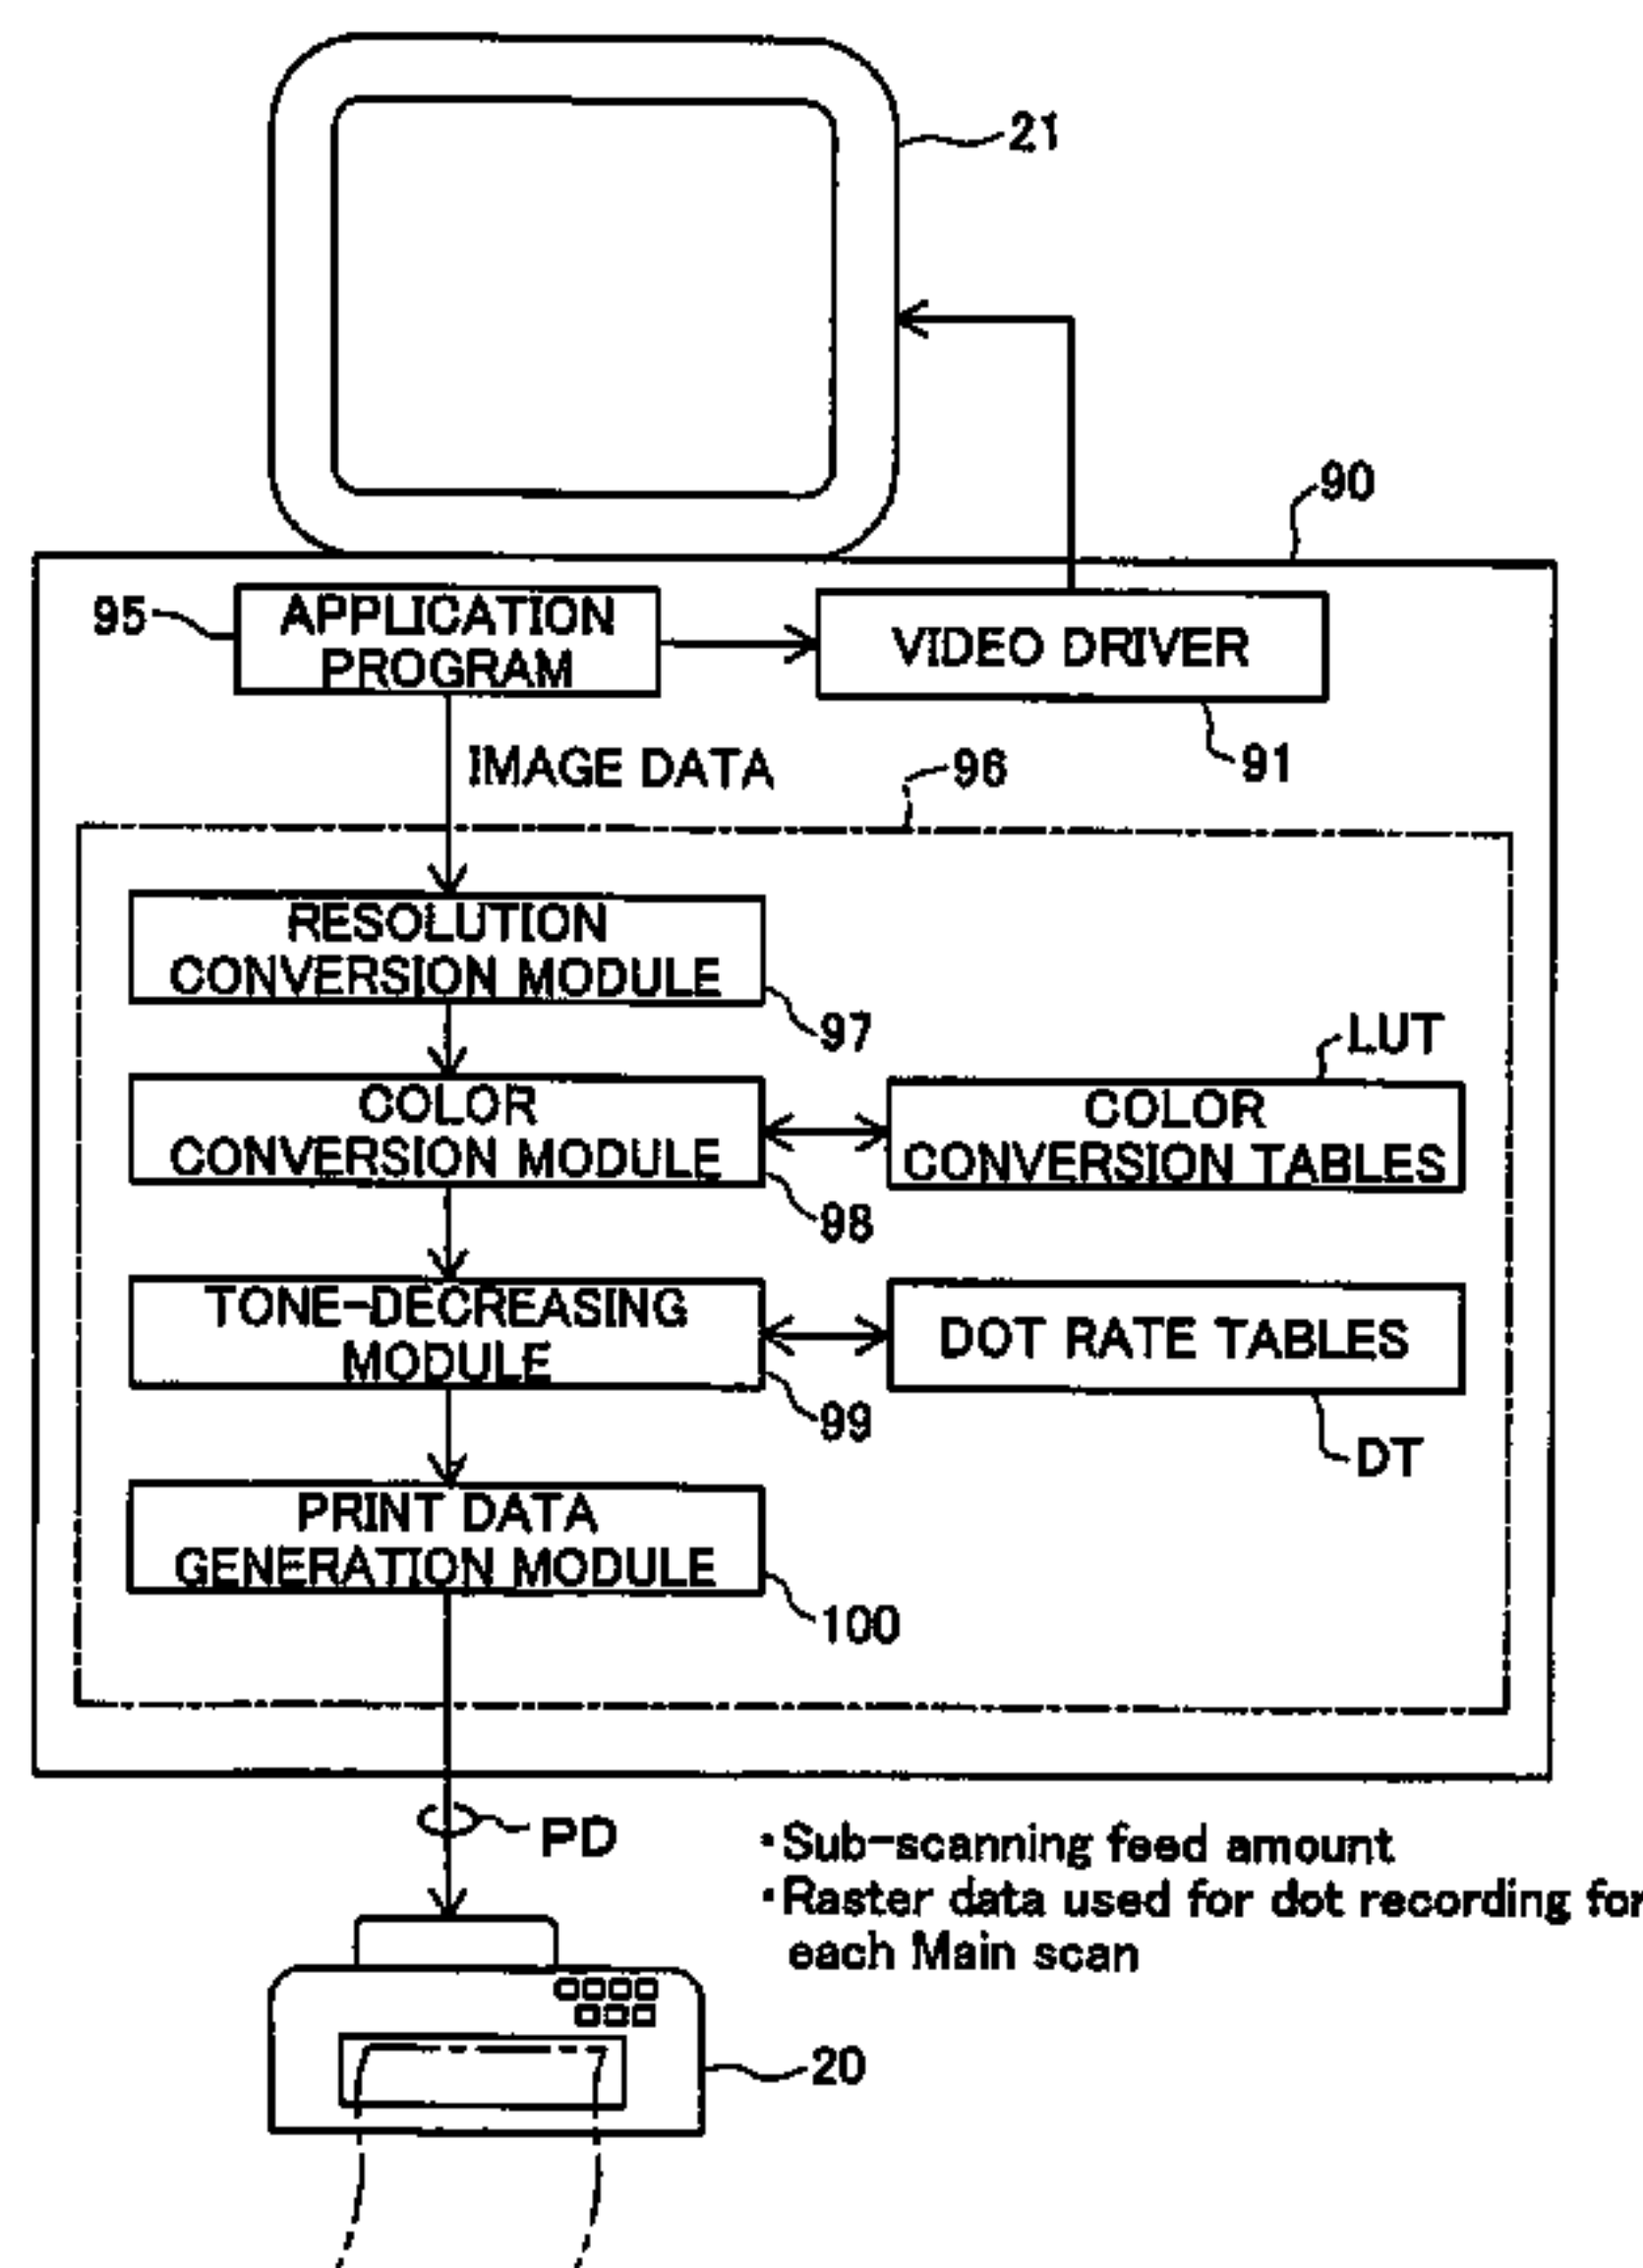 21
90
95
APPLICATION
PROGRAM
VIDEO DRIVER
91
IMAGE DATA
96
RESOLUTION
CONVERSION MODULE
97
LUT
COLOR
CONVERSION MODULE
COLOR
CONVERSION TABLES
98
TONE-DECREASING
MODULE
DOT RATE TABLES
99
DT
PRINT DATA
GENERATION MODULE
100
PD
・Sub-scanning feed amount
・Raster data used for dot recording for
each Main scan
20